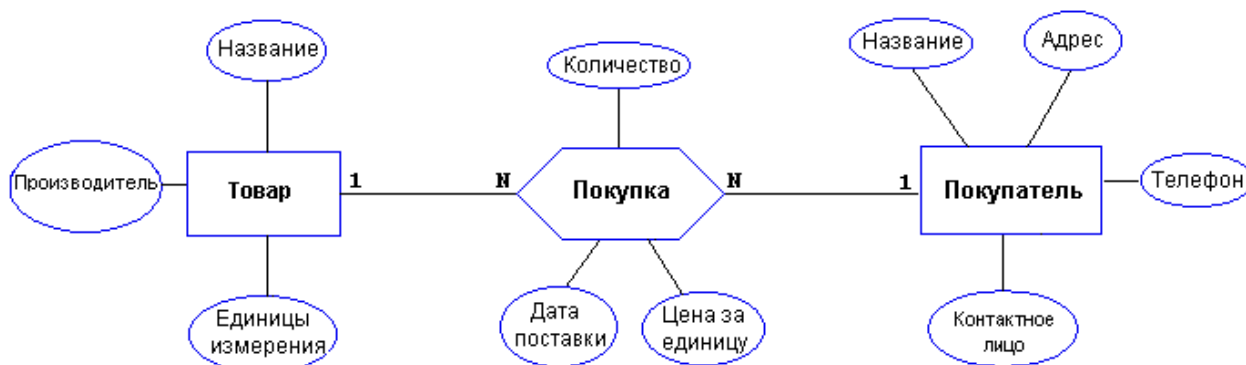 Название
Количество
Название
Адрес
Производитель
Товар
1
N
Покупка
N
1
Покупатель
Телефон
Единицы
измерения
Дата
поставки
Цена за
единицу
Контактное
лицо